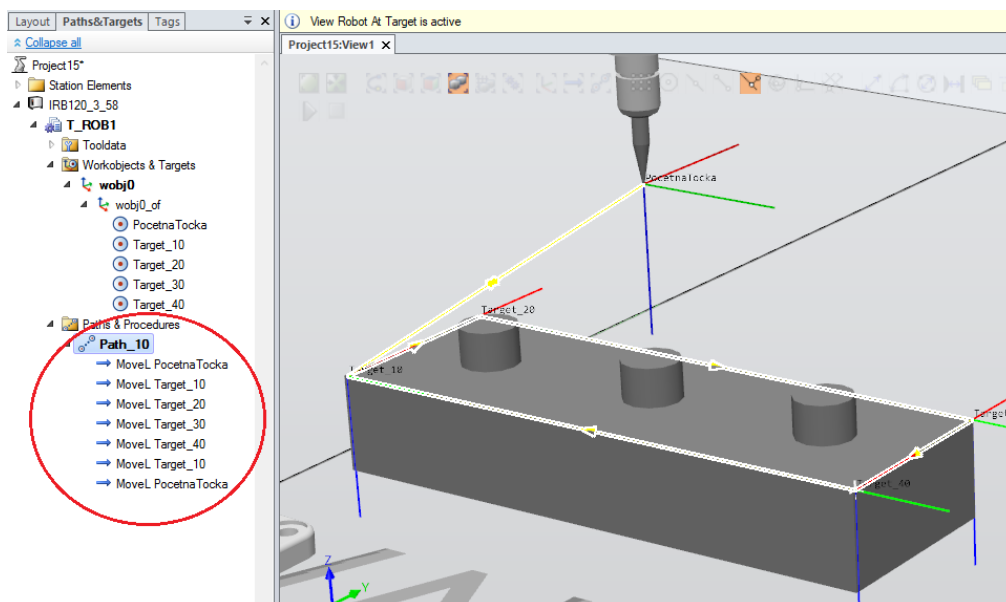 Layout Paths&Targets Tags
Collapse all
Project15*
Station Elements
IRB120_3_58
T_ROB1
Tooldata
Workobjects & Targets
wobj0
wobj0_of
PocetnaTocka
Target_10
Target_20
Target_30
Target_40
Paths & Procedures
Path_10
MoveL PocetnaTocka
MoveL Target_10
MoveL Target_20
MoveL Target_30
MoveL Target_40
MoveL Target_10
MoveL PocetnaTocka
View Robot At Target is active
Project15:View1
PocetnaTocka
Target_20
Target_10
Target
Target_40
Z
Y